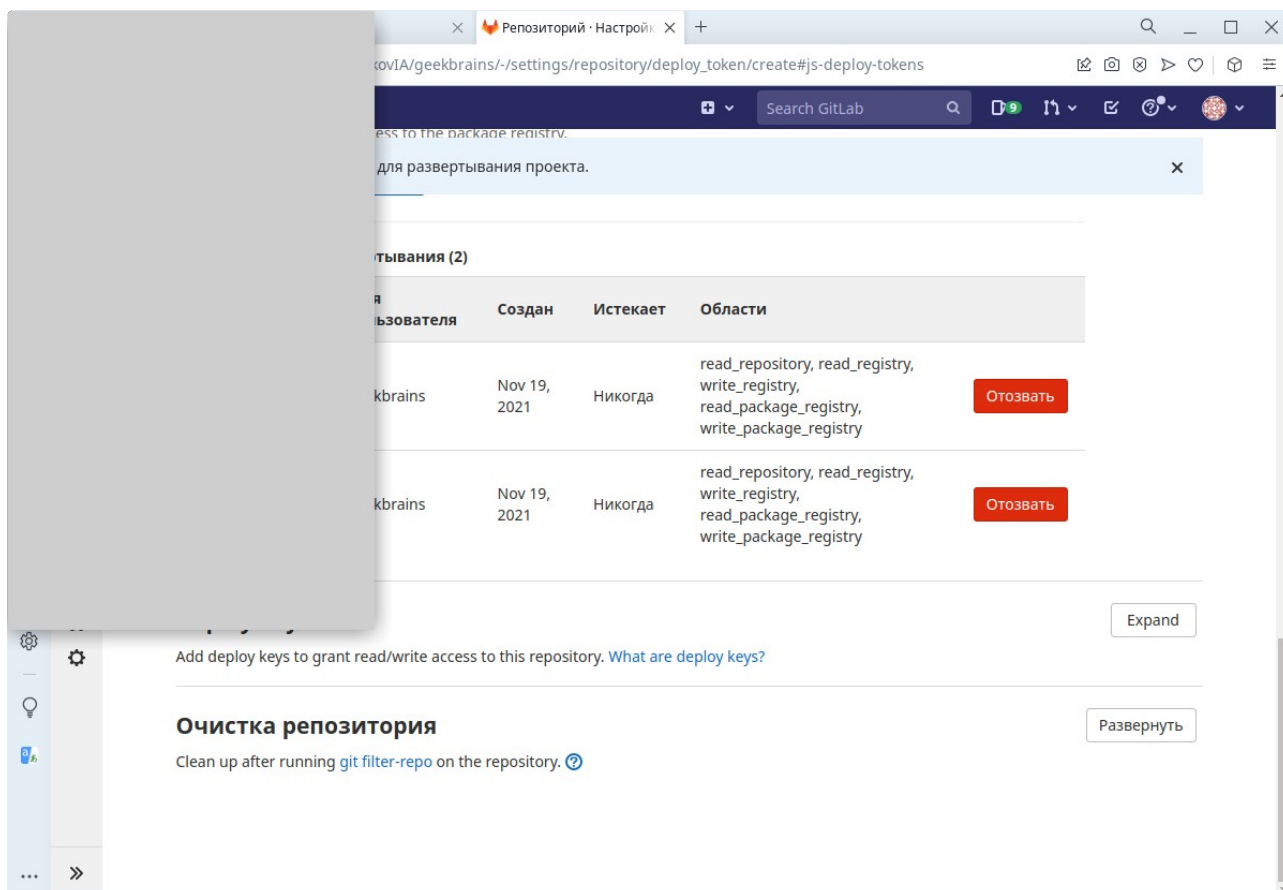 Репозиторий · Настройк
kovIA/geekbrains/-/settings/repository/deploy_token/create#js-deploy-tokens
Search GitLab
9
ess to the package registry.
для развертывания проекта.
тывания (2)
Создан
Истекает
Области
ьзователя
kbrains
Nov 19,
2021
Никогда
read_repository, read_registry,
write_registry,
read_package_registry,
write_package_registry
Отозвать
kbrains
Nov 19,
2021
Никогда
read_repository, read_registry,
write_registry,
read_package_registry,
write_package_registry
Отозвать
Expand
Add deploy keys to grant read/write access to this repository. What are deploy keys?
Очистка репозитория
Развернуть
Clean up after running git filter-repo on the repository.